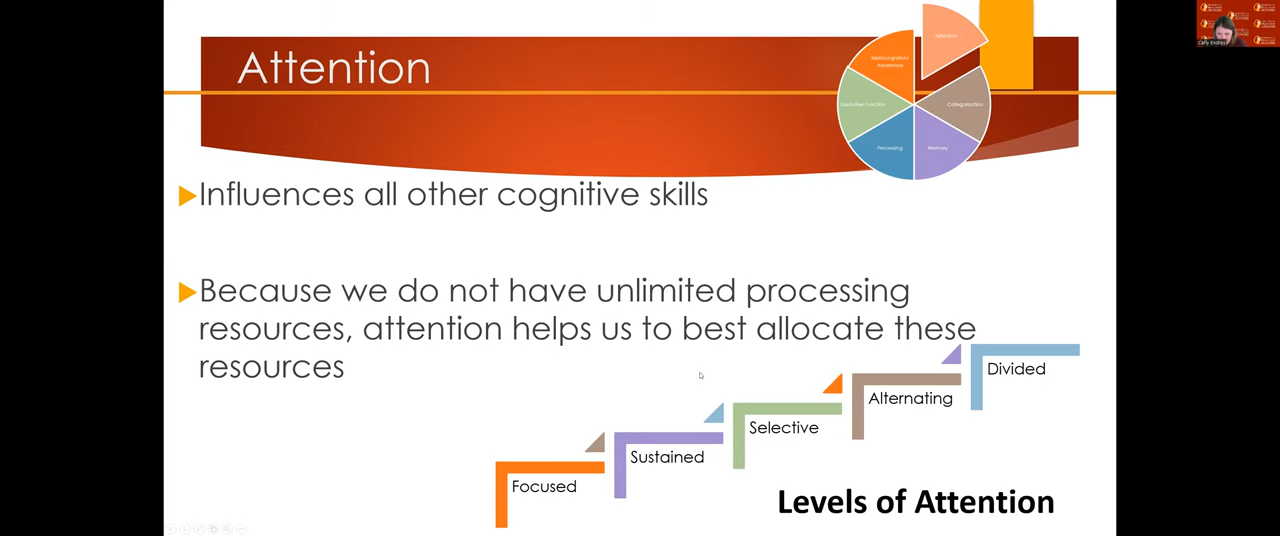 Attention
Attention
Metacognition/
Awareness
Executive Function
Categorization
Processing
Memory
Carly Endres
Influences all other cognitive skills
Because we do not have unlimited processing
resources, attention helps us to best allocate these
resources
Divided
Alternating
Selective
Sustained
Focused
Levels of Attention